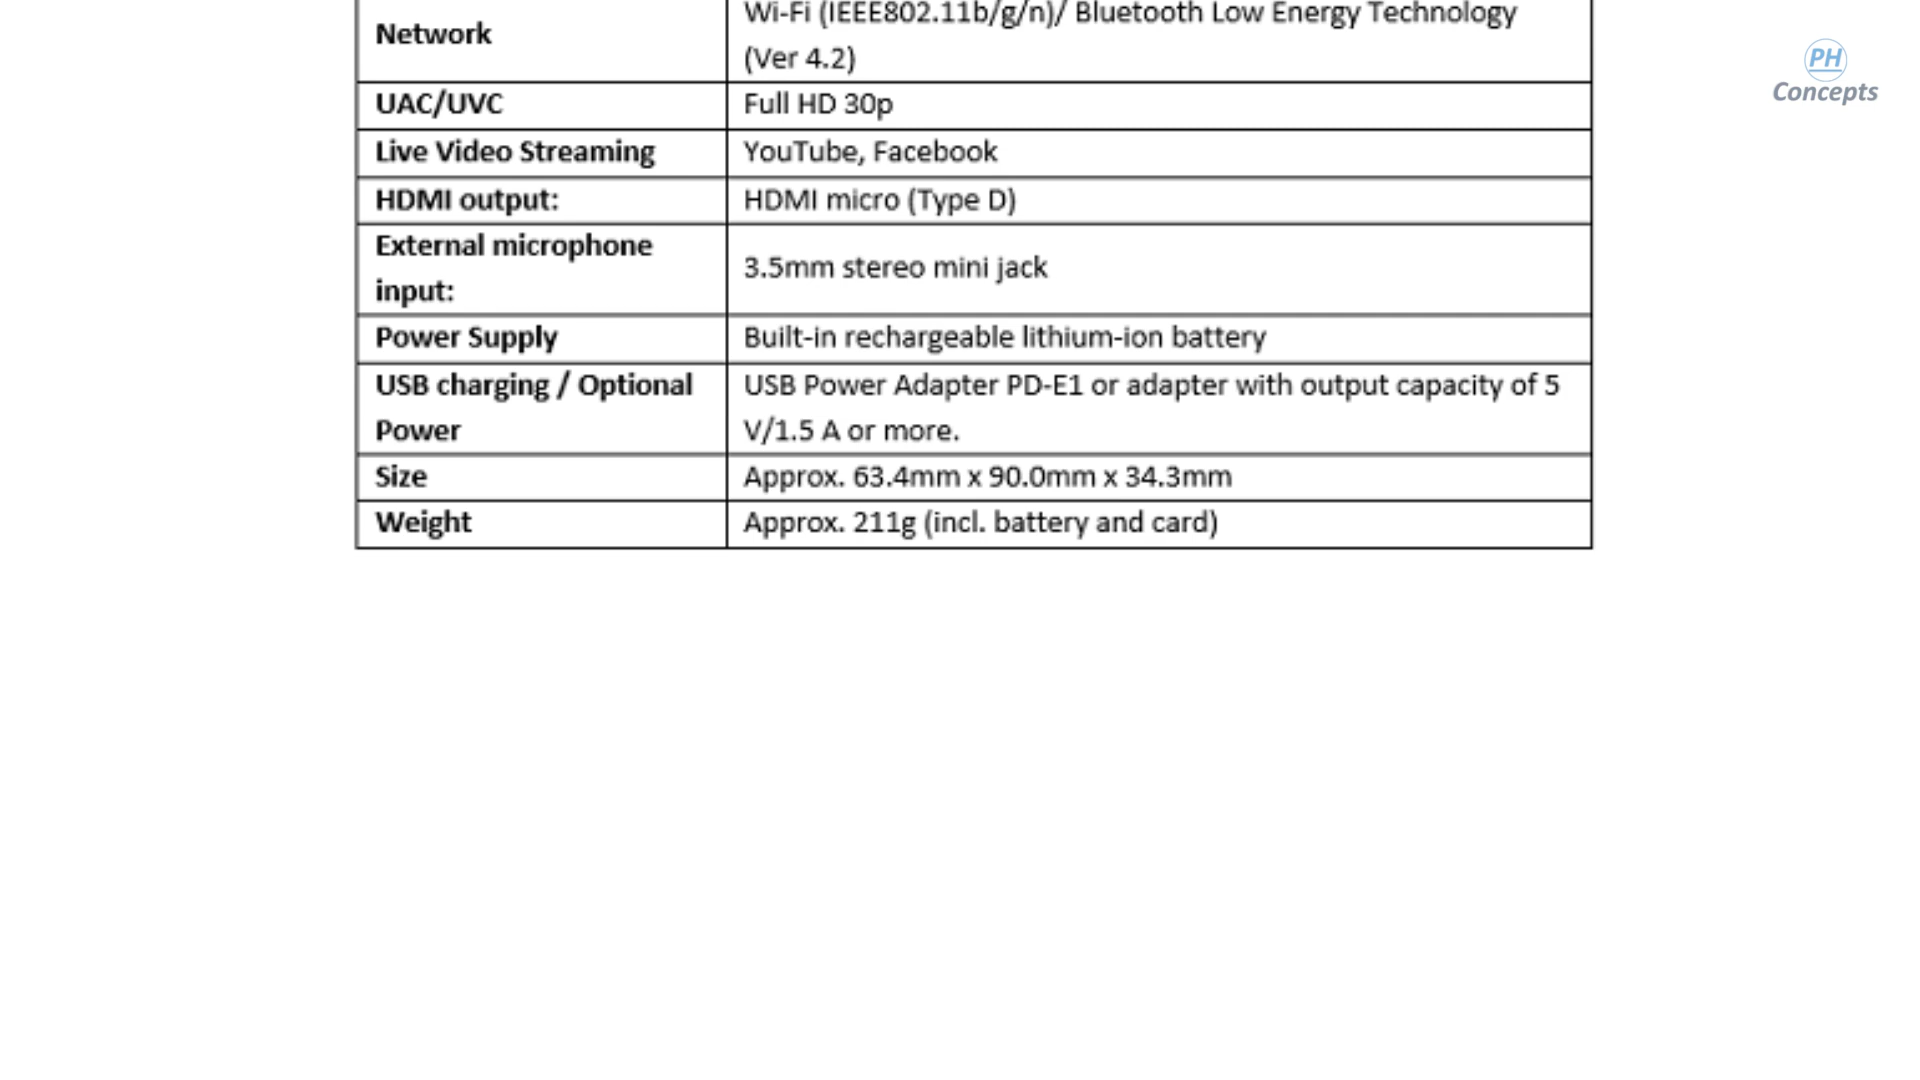 Network
Wi-Fi (IEEE802.11b/g/n)/ Bluetooth Low Energy Technology
(Ver 4.2)
UAC/UVC
Full HD 30p
Live Video Streaming
YouTube, Facebook
HDMI output:
HDMI micro (Type D)
External microphone
input:
3.5mm stereo mini jack
Power Supply
Built-in rechargeable lithium-ion battery
USB charging / Optional
Power
USB Power Adapter PD-E1 or adapter with output capacity of 5
V/1.5 A or more.
Size
Approx. 63.4mm x 90.0mm x 34.3mm
Weight
Approx. 211g (incl. battery and card)
PH
Concepts